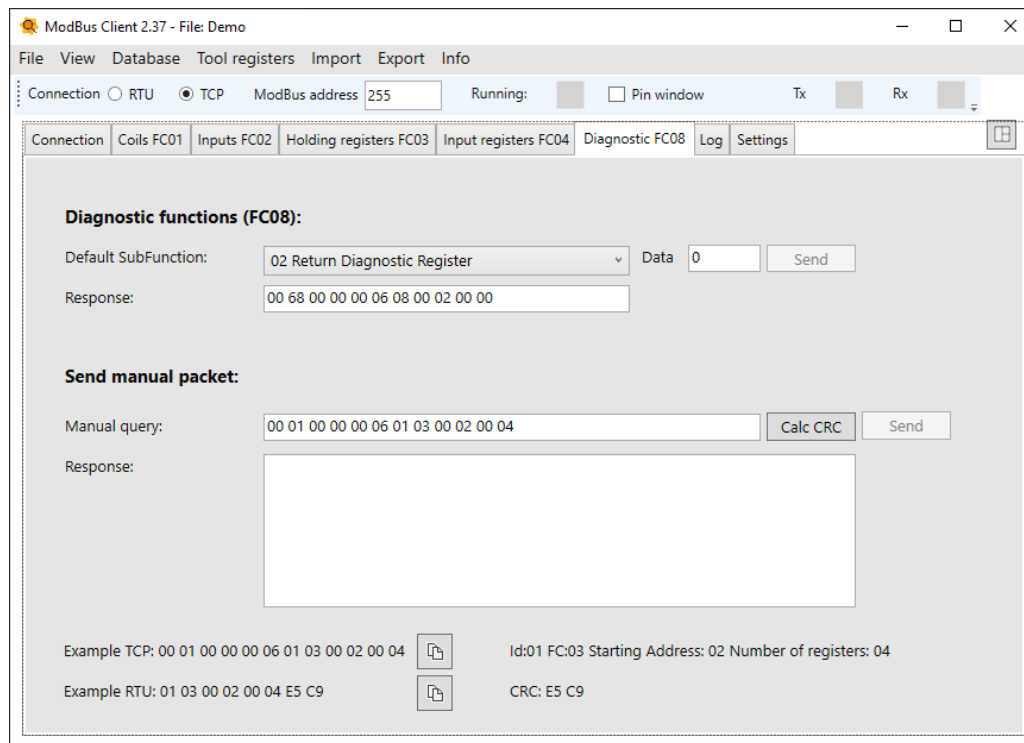 ModBus Client 2.37 - File: Demo
File View Database Tool registers Import Export Info
Connection RTU TCP ModBus address 255 Running: Pin window Tx Rx
Connection Coils FC01 Inputs FC02 Holding registers FC03 Input registers FC04 Diagnostic FC08 Log Settings
Diagnostic functions (FC08):
Default SubFunction: 02 Return Diagnostic Register Data 0 Send
Response: 00 68 00 00 00 06 08 00 02 00 00
Send manual packet:
Manual query: 00 01 00 00 00 06 01 03 00 02 00 04 Calc CRC Send
Response:
Example TCP: 00 01 00 00 00 06 01 03 00 02 00 04 Id:01 FC:03 Starting Address: 02 Number of registers: 04
Example RTU: 01 03 00 02 00 04 E5 C9 CRC: E5 C9